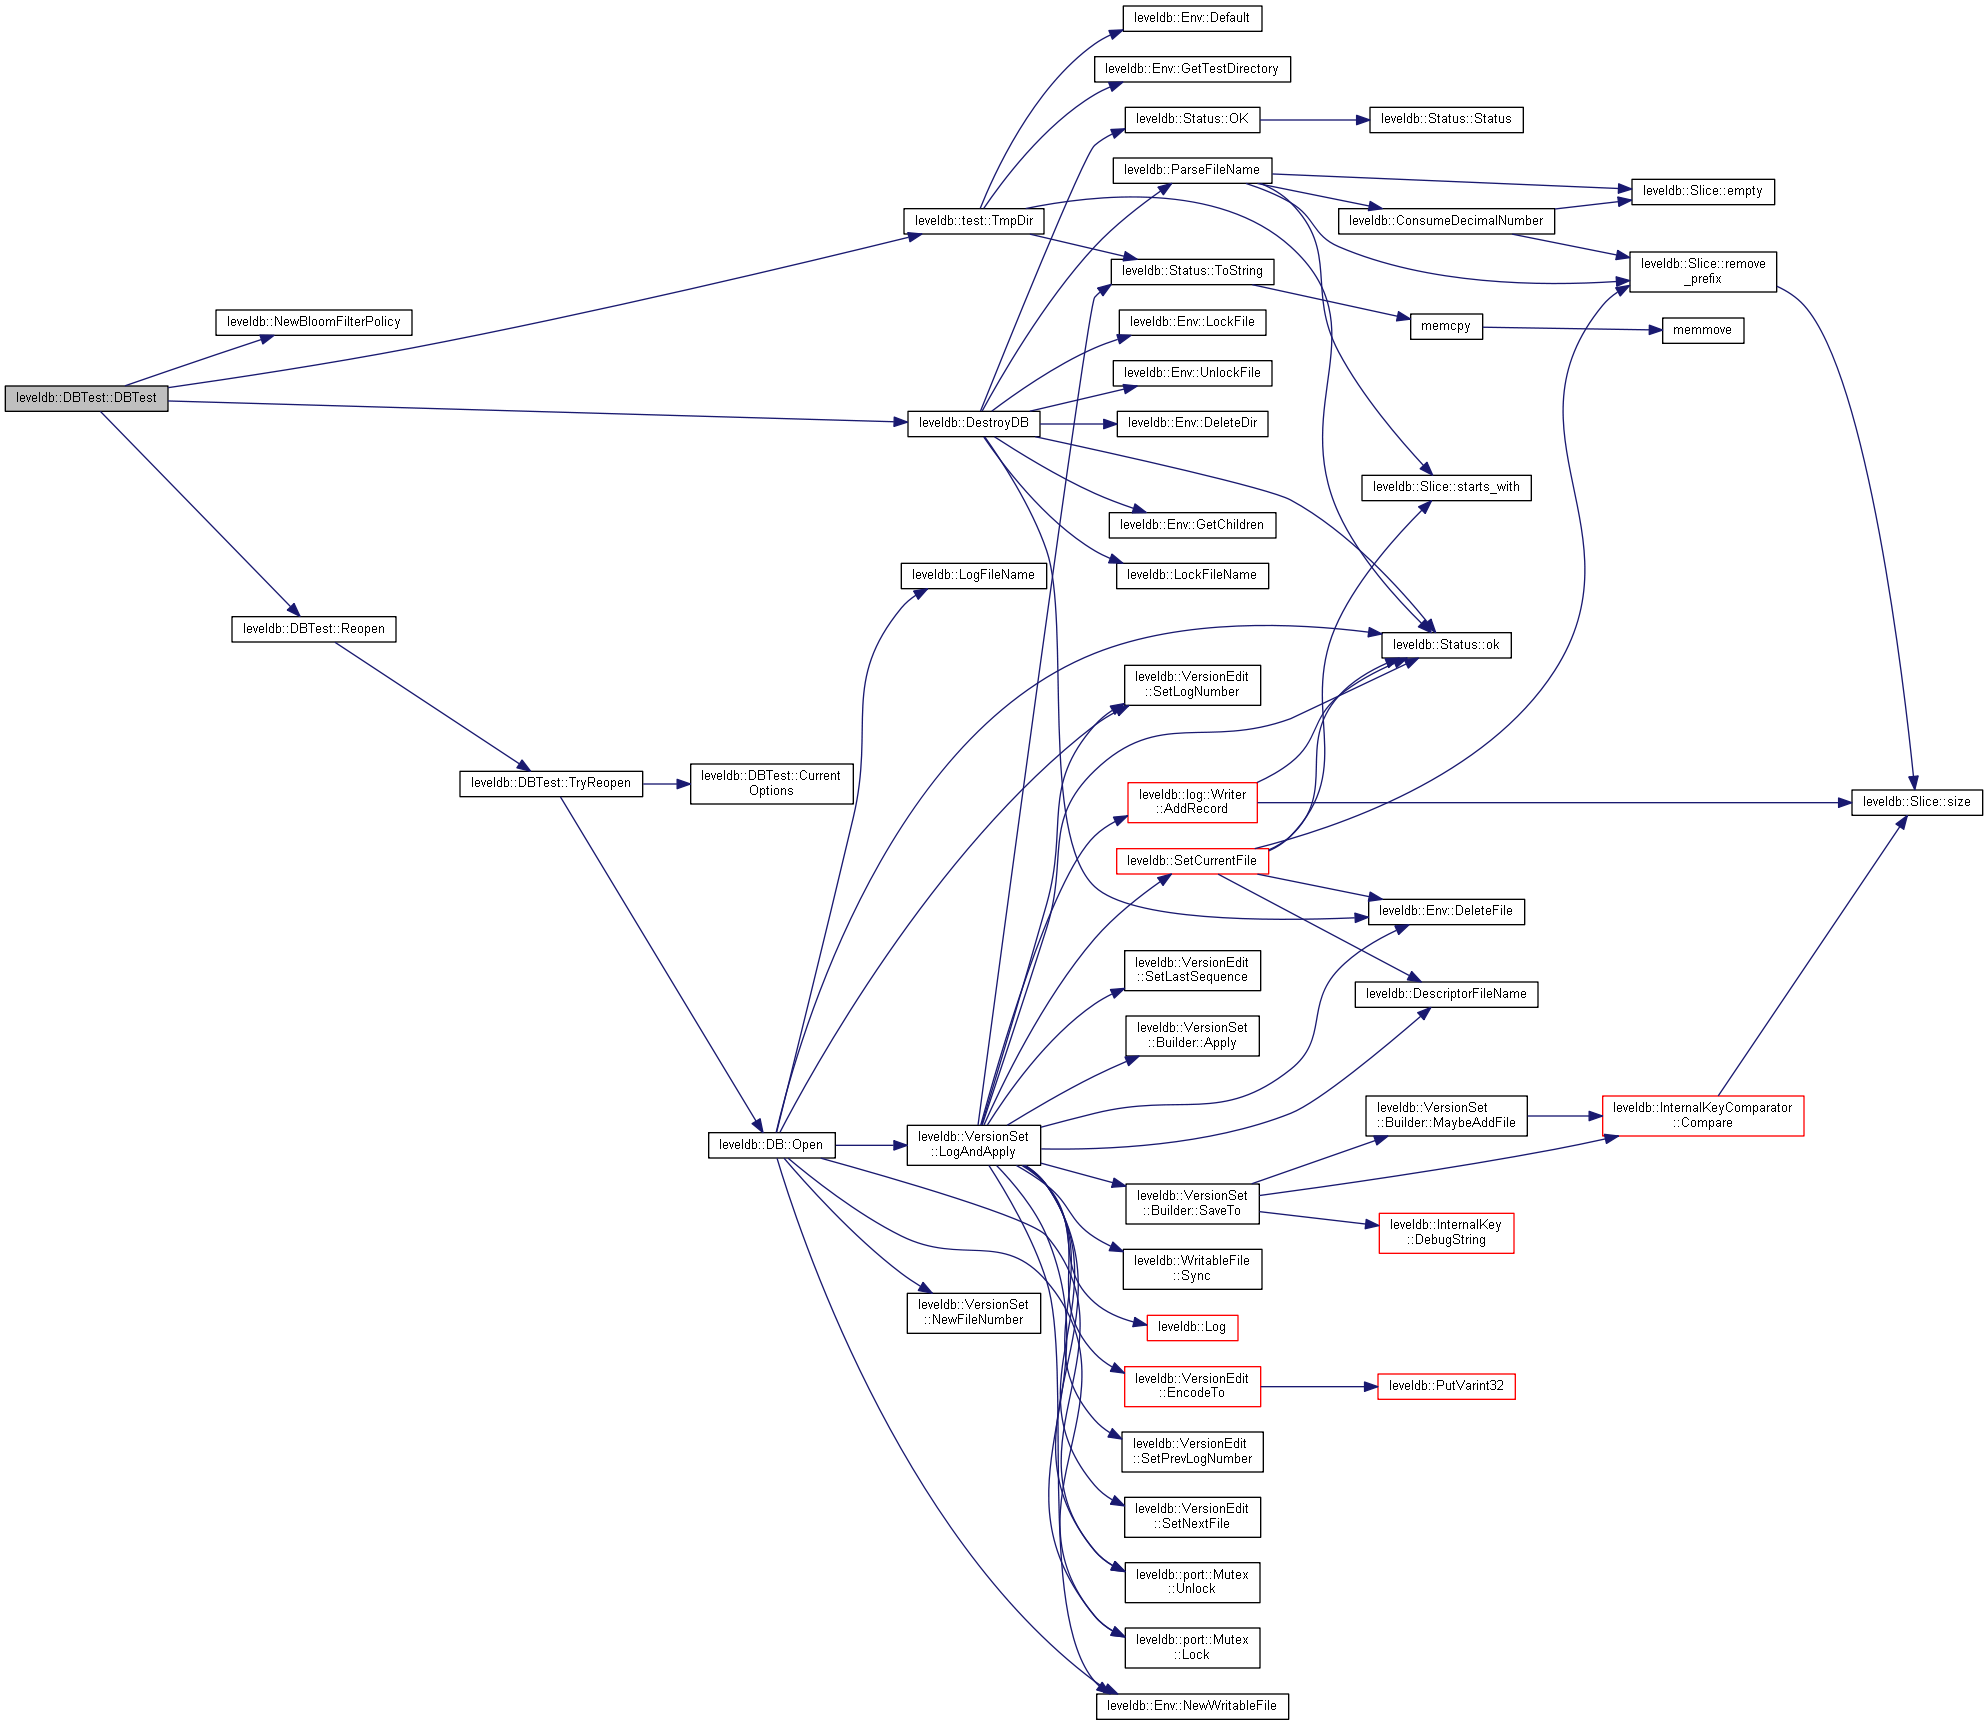 leveldb::Env::Default
leveldb::Env::GetTestDirectory
leveldb::Status::OK
leveldb::Status::Status
leveldb::ParseFileName
leveldb::Slice::empty
leveldb::test::TmpDir
leveldb::ConsumeDecimalNumber
leveldb::Status::ToString
leveldb::Slice::remove
_prefix
leveldb::NewBloomFilterPolicy
leveldb::Env::LockFile
memcpy
memmove
leveldb::Env::UnlockFile
leveldb::DBTest::DBTest
leveldb::DestroyDB
leveldb::Env::DeleteDir
leveldb::Slice::starts_with
leveldb::Env::GetChildren
leveldb::LogFileName
leveldb::LockFileName
leveldb::DBTest::Reopen
leveldb::Status::ok
leveldb::VersionEdit
::SetLogNumber
leveldb::DBTest::TryReopen
leveldb::DBTest::Current
Options
leveldb::log::Writer
::AddRecord
leveldb::Slice::size
leveldb::SetCurrentFile
leveldb::Env::DeleteFile
leveldb::VersionEdit
::SetLastSequence
leveldb::DescriptorFileName
leveldb::VersionSet
::Builder::Apply
leveldb::VersionSet
::Builder::MaybeAddFile
leveldb::InternalKeyComparator
::Compare
leveldb::DB::Open
leveldb::VersionSet
::LogAndApply
leveldb::VersionSet
::Builder::SaveTo
leveldb::InternalKey
::DebugString
leveldb::WritableFile
::Sync
leveldb::VersionSet
::NewFileNumber
leveldb::Log
leveldb::VersionEdit
::EncodeTo
leveldb::PutVarint32
leveldb::VersionEdit
::SetPrevLogNumber
leveldb::VersionEdit
::SetNextFile
leveldb::port::Mutex
::Unlock
leveldb::port::Mutex
::Lock
leveldb::Env::NewWritableFile